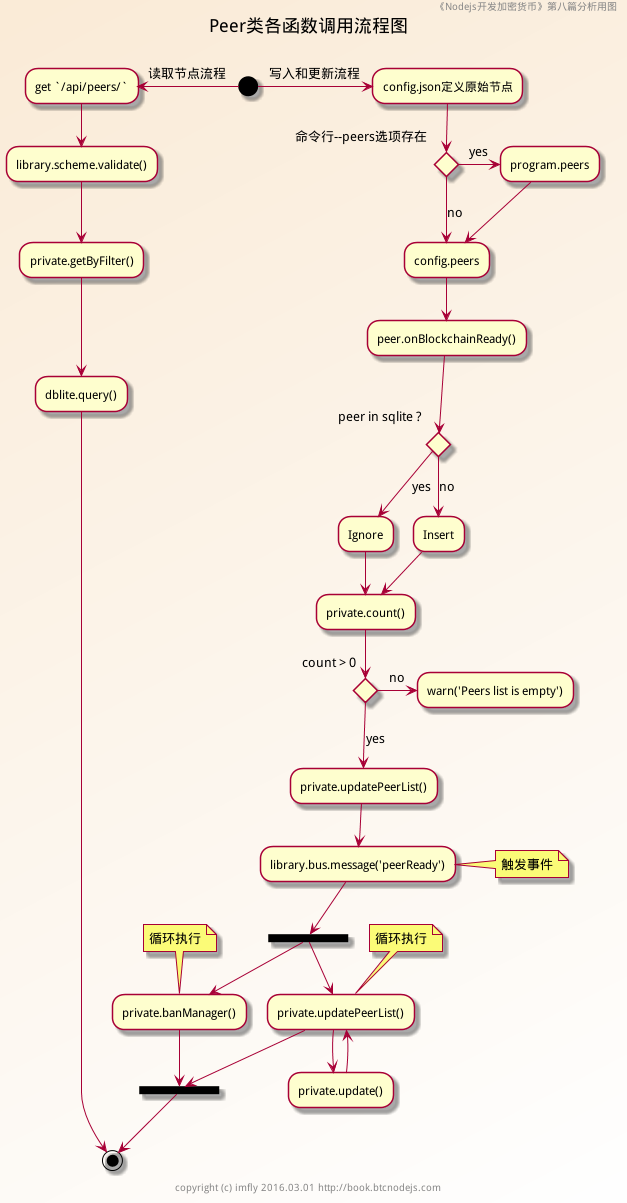 《Nodejs开发加密货币》第八篇分析用图
Peer类各函数调用流程图
读取节点流程
写入和更新流程
get `/api/peers/`
config.json定义原始节点
命令行--peers选项存在
yes
library.scheme.validate()
program.peers
no
private.getByFilter()
config.peers
peer.onBlockchainReady()
dblite.query()
peer in sqlite ?
yes
no
Ignore
Insert
private.count()
count > 0
no
warn('Peers list is empty')
yes
private.updatePeerList()
library.bus.message('peerReady')
触发事件
循环执行
循环执行
private.banManager()
private.updatePeerList()
private.update()
copyright (c) imfly 2016.03.01 http://book.btcnodejs.com